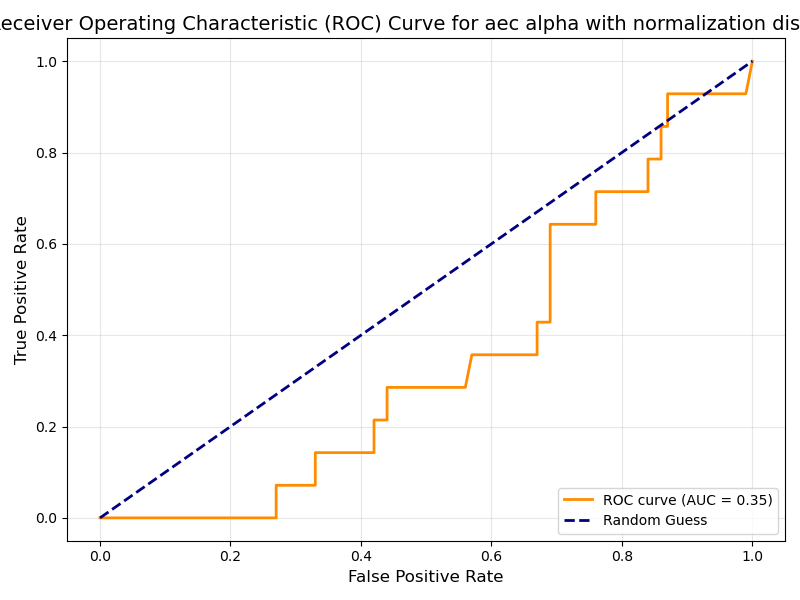 eceiver Operating Characteristic (ROC) Curve for aec alpha with normalization dis
1.0
0.8
0.6
0.4
0.2
0.0
True Positive Rate
0.0 0.2 0.4 0.6 0.8 1.0
False Positive Rate
ROC curve (AUC = 0.35)
Random Guess